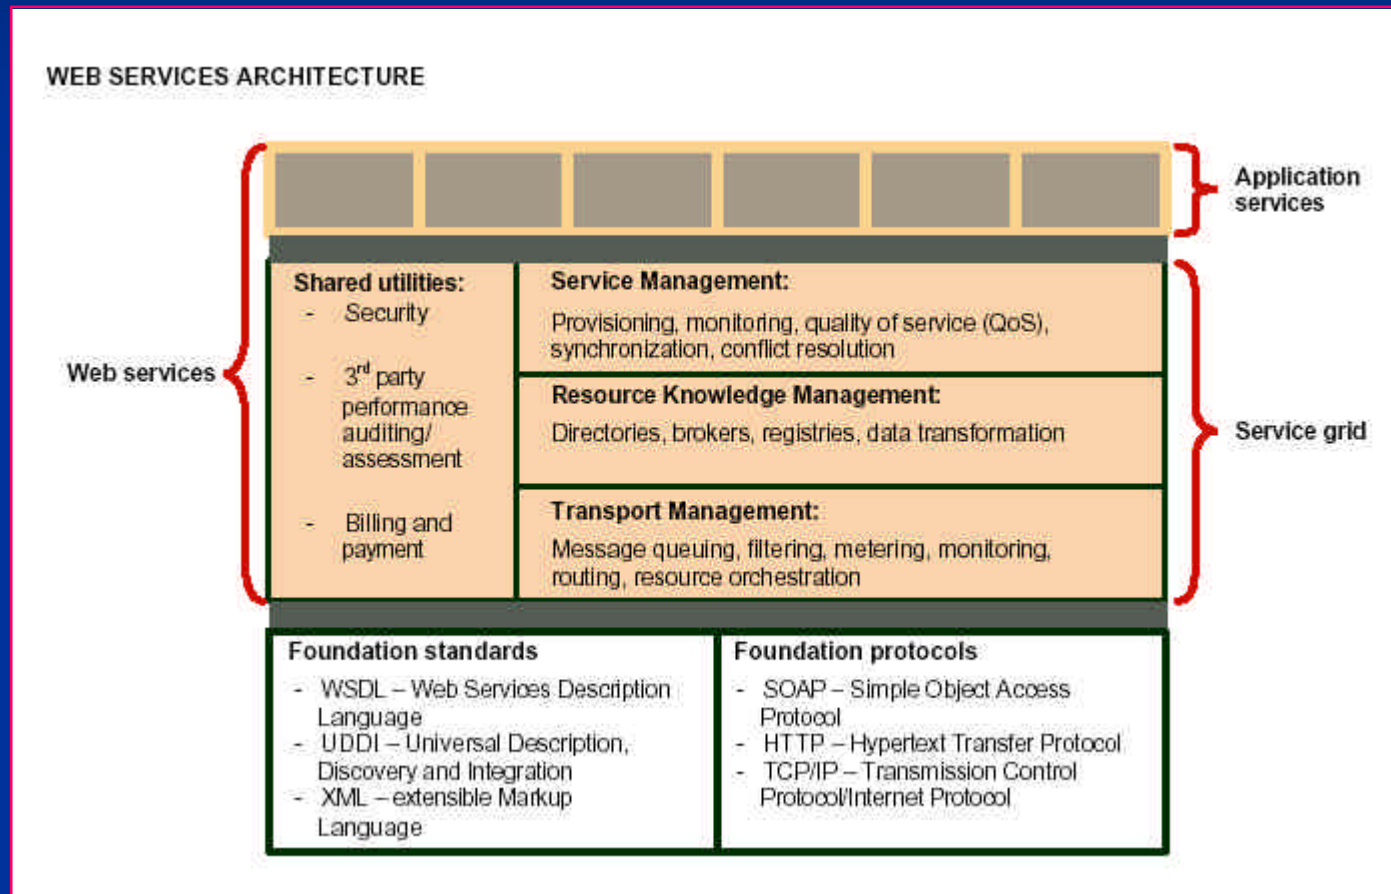 WEB SERVICES ARCHITECTURE
Application
services
Web services
Shared utilities:
- Security
- 3rd party
performance
auditing/
assessment
- Billing and
payment
Service Management:
Provisioning, monitoring, quality of service (QoS),
synchronization, conflict resolution
Resource Knowledge Management:
Directories, brokers, registries, data transformation
Transport Management:
Message queuing, filtering, metering, monitoring,
routing, resource orchestration
Service grid
Foundation standards
- WSDL – Web Services Description
Language
- UDDI – Universal Description,
Discovery and Integration
- XML – extensible Markup
Language
Foundation protocols
- SOAP – Simple Object Access
Protocol
- HTTP – Hypertext Transfer Protocol
- TCP/IP – Transmission Control
Protocol/Internet Protocol